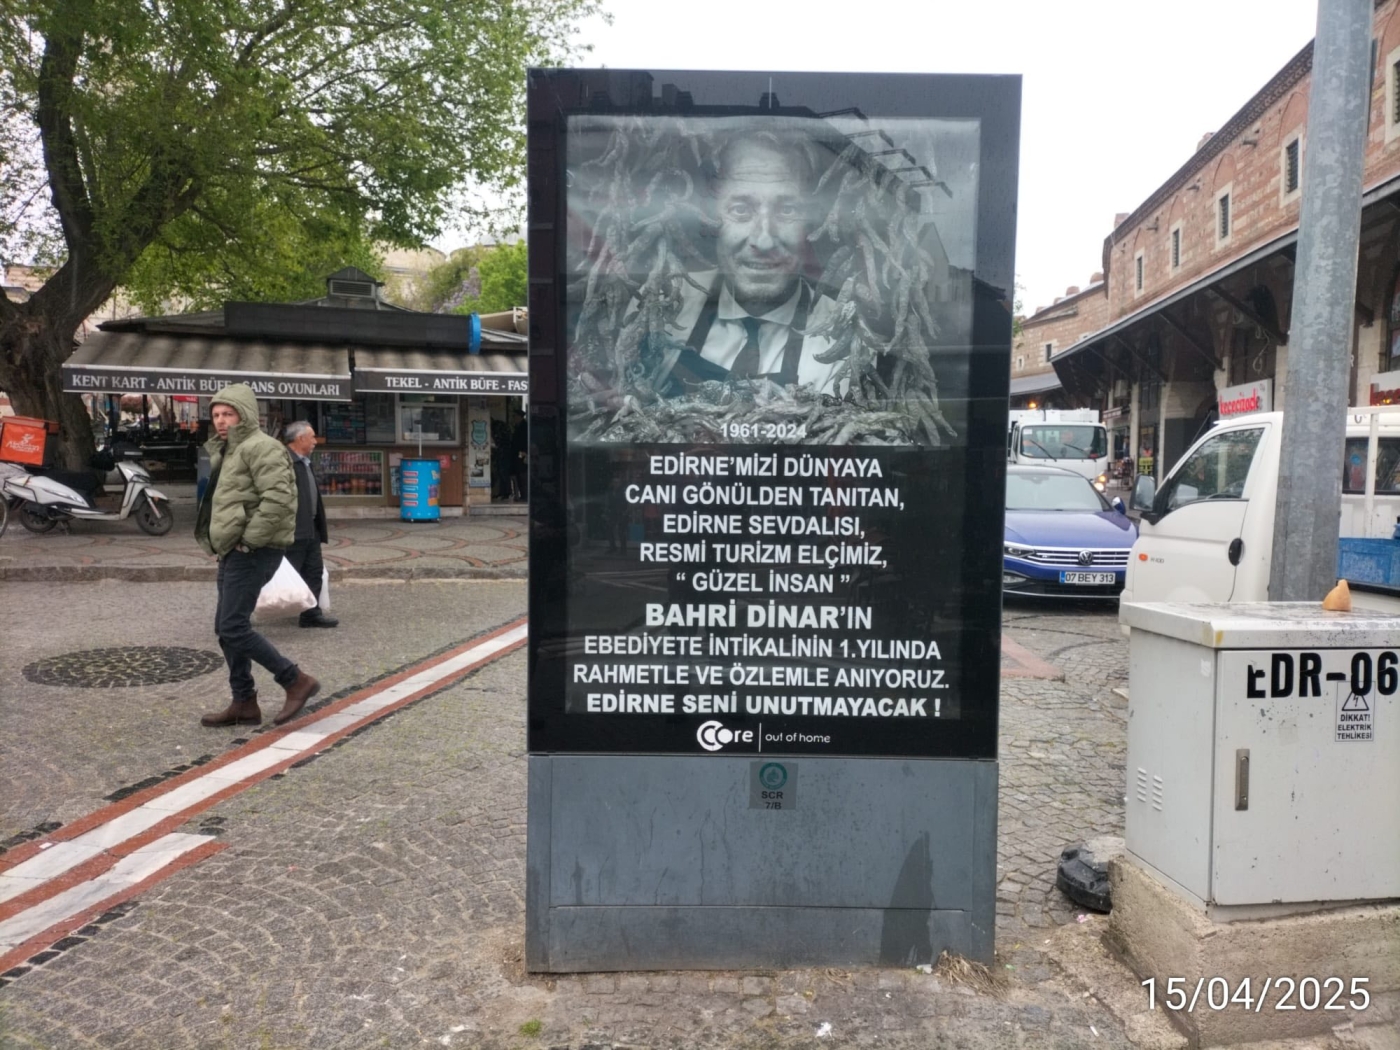 KENT KART - ANTİK BÜFE
ŞANS OYUNLARI
TEKEL - ANTİK BÜFE - FAS
1961-2024
EDİRNE'MİZİ DÜNYAYA
CANI GÖNÜLDEN TANITAN,
EDİRNE SEVDALISI,
RESMİ TURİZM ELÇİMİZ,
“ GÜZEL İNSAN ”
BAHRİ DİNAR'IN
EBEDİYETE İNTİKALİNİN 1.YILINDA
RAHMETLE VE ÖZLEMLE ANIYORUZ.
EDİRNE SENİ UNUTMAYACAK !
Core
out of home
SCR
7/B
07 BEY 313
EDR-06
DİKKAT!
ELEKTRİK
TEHLİKESİ
15/04/2025